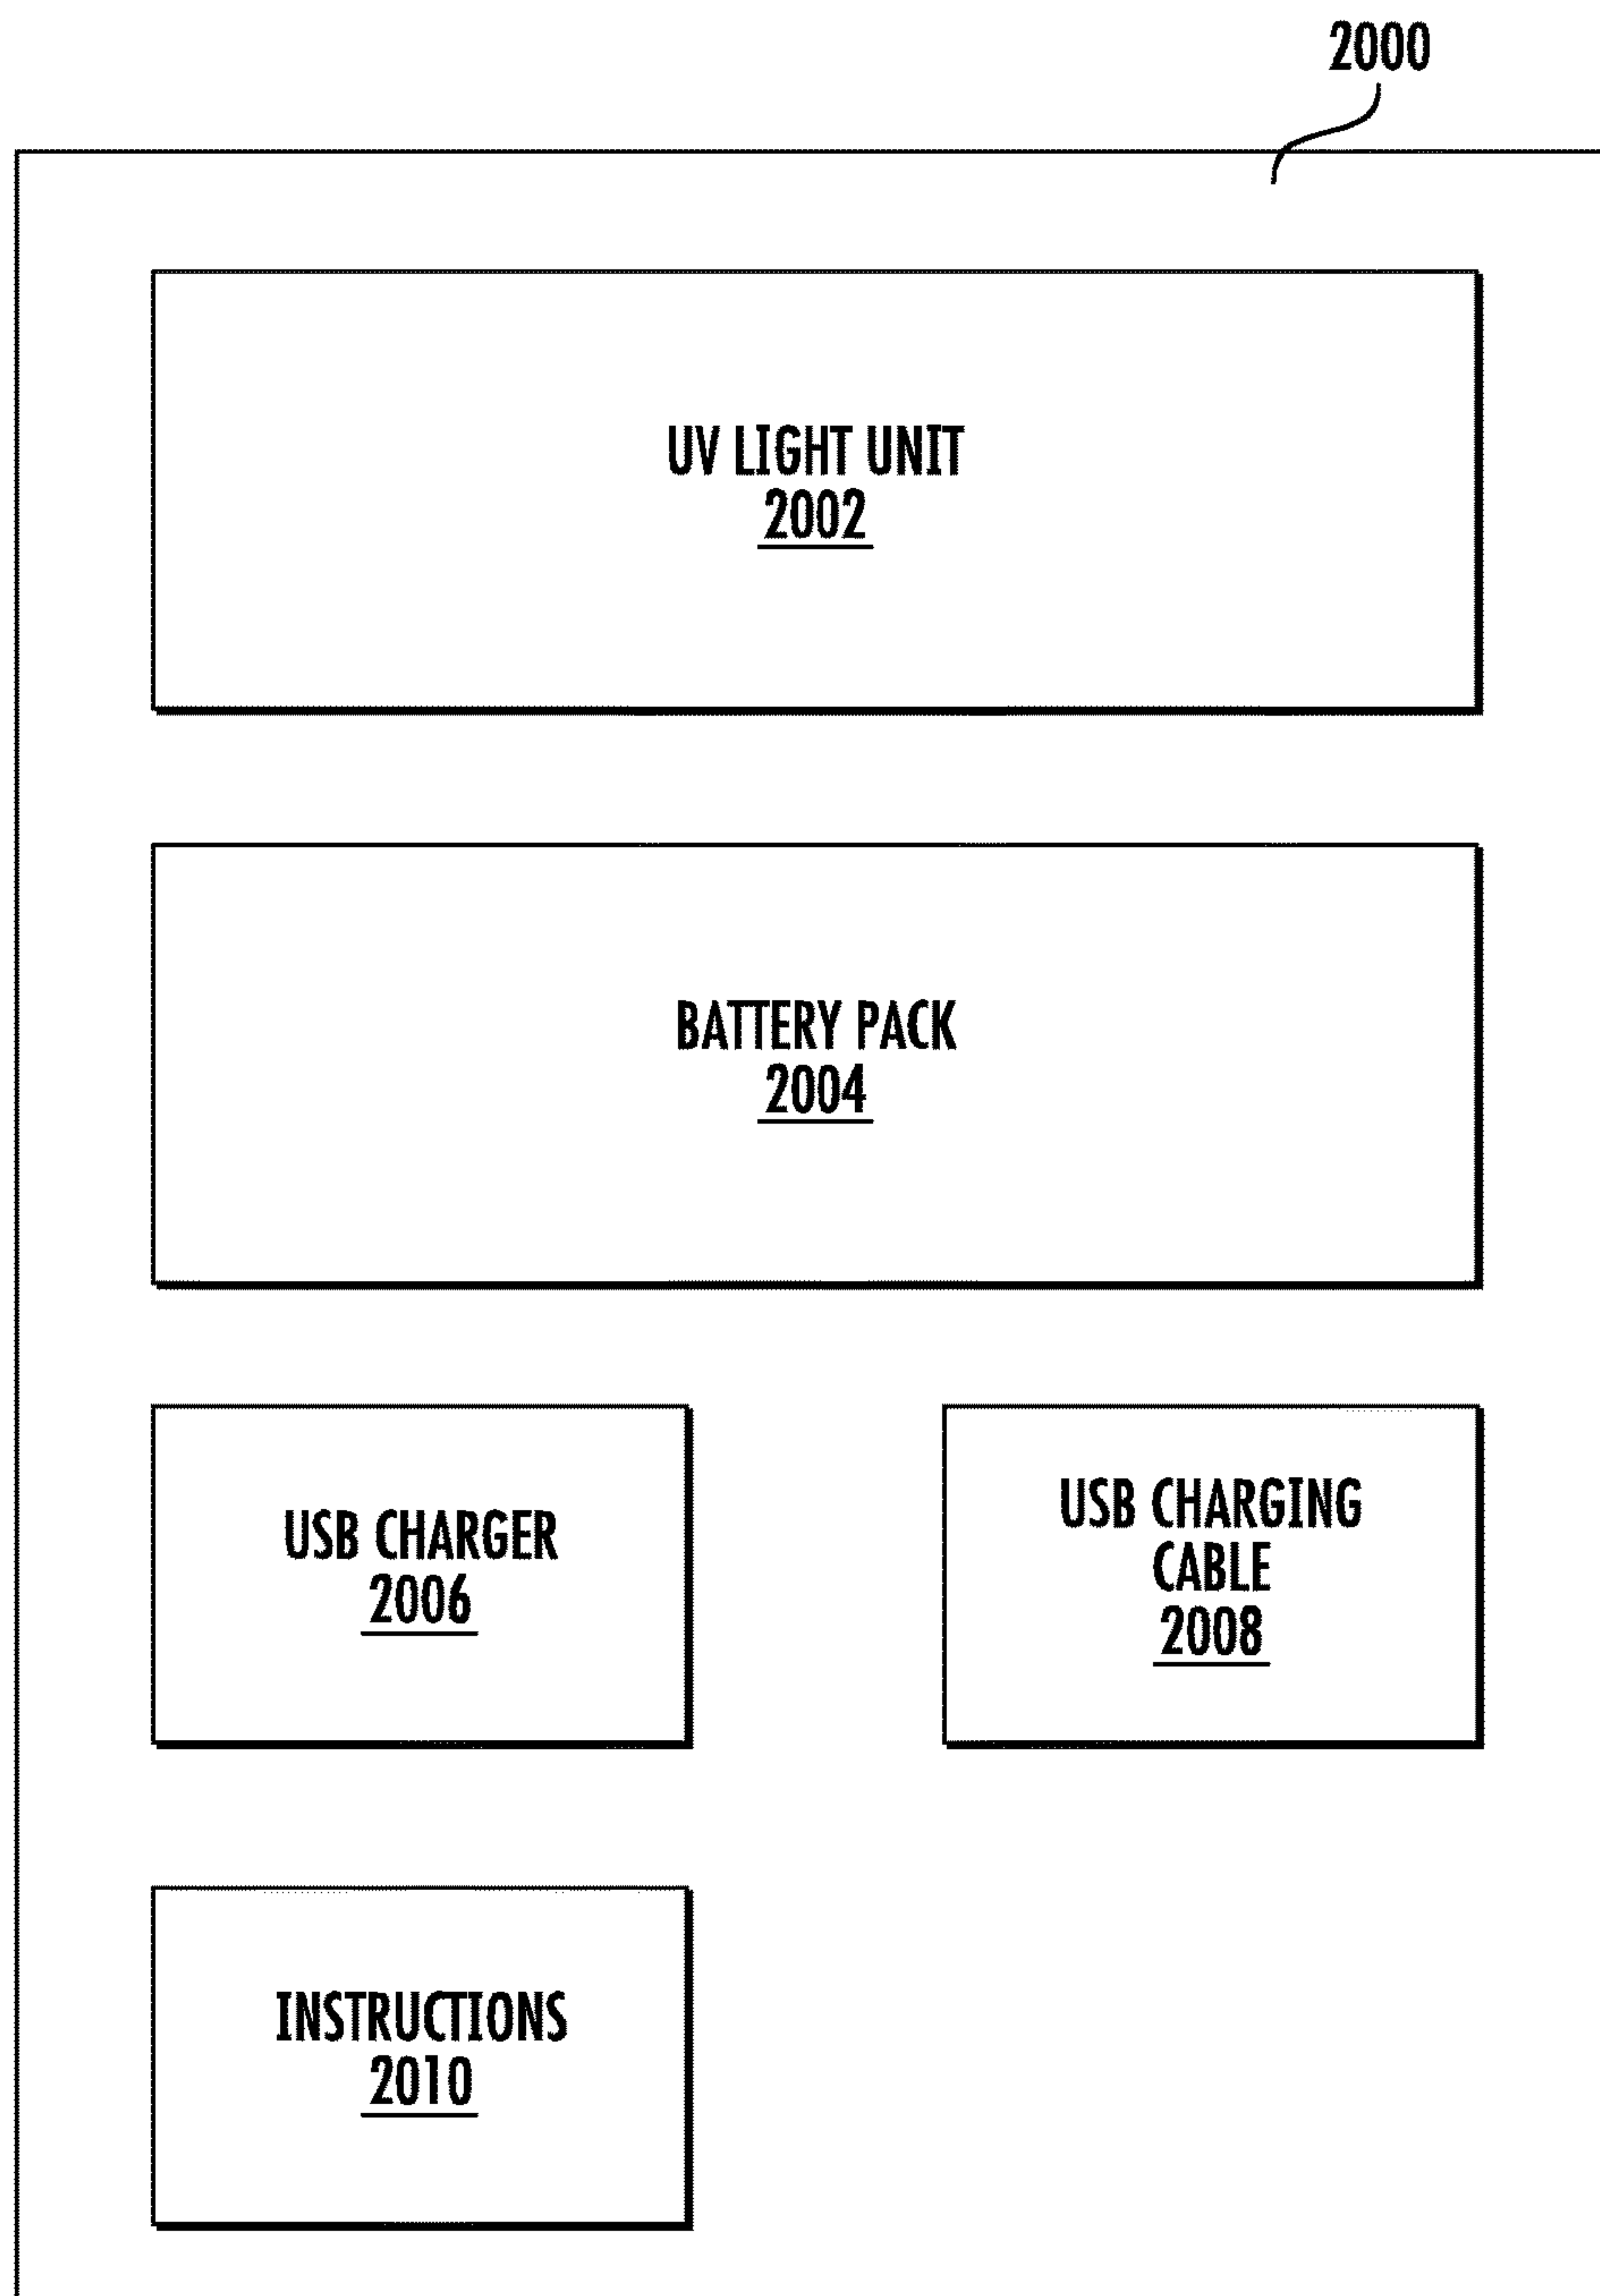 2000
UV LIGHT UNIT
2002
BATTERY PACK
2004
USB CHARGER
2006
USB CHARGING
CABLE
2008
INSTRUCTIONS
2010